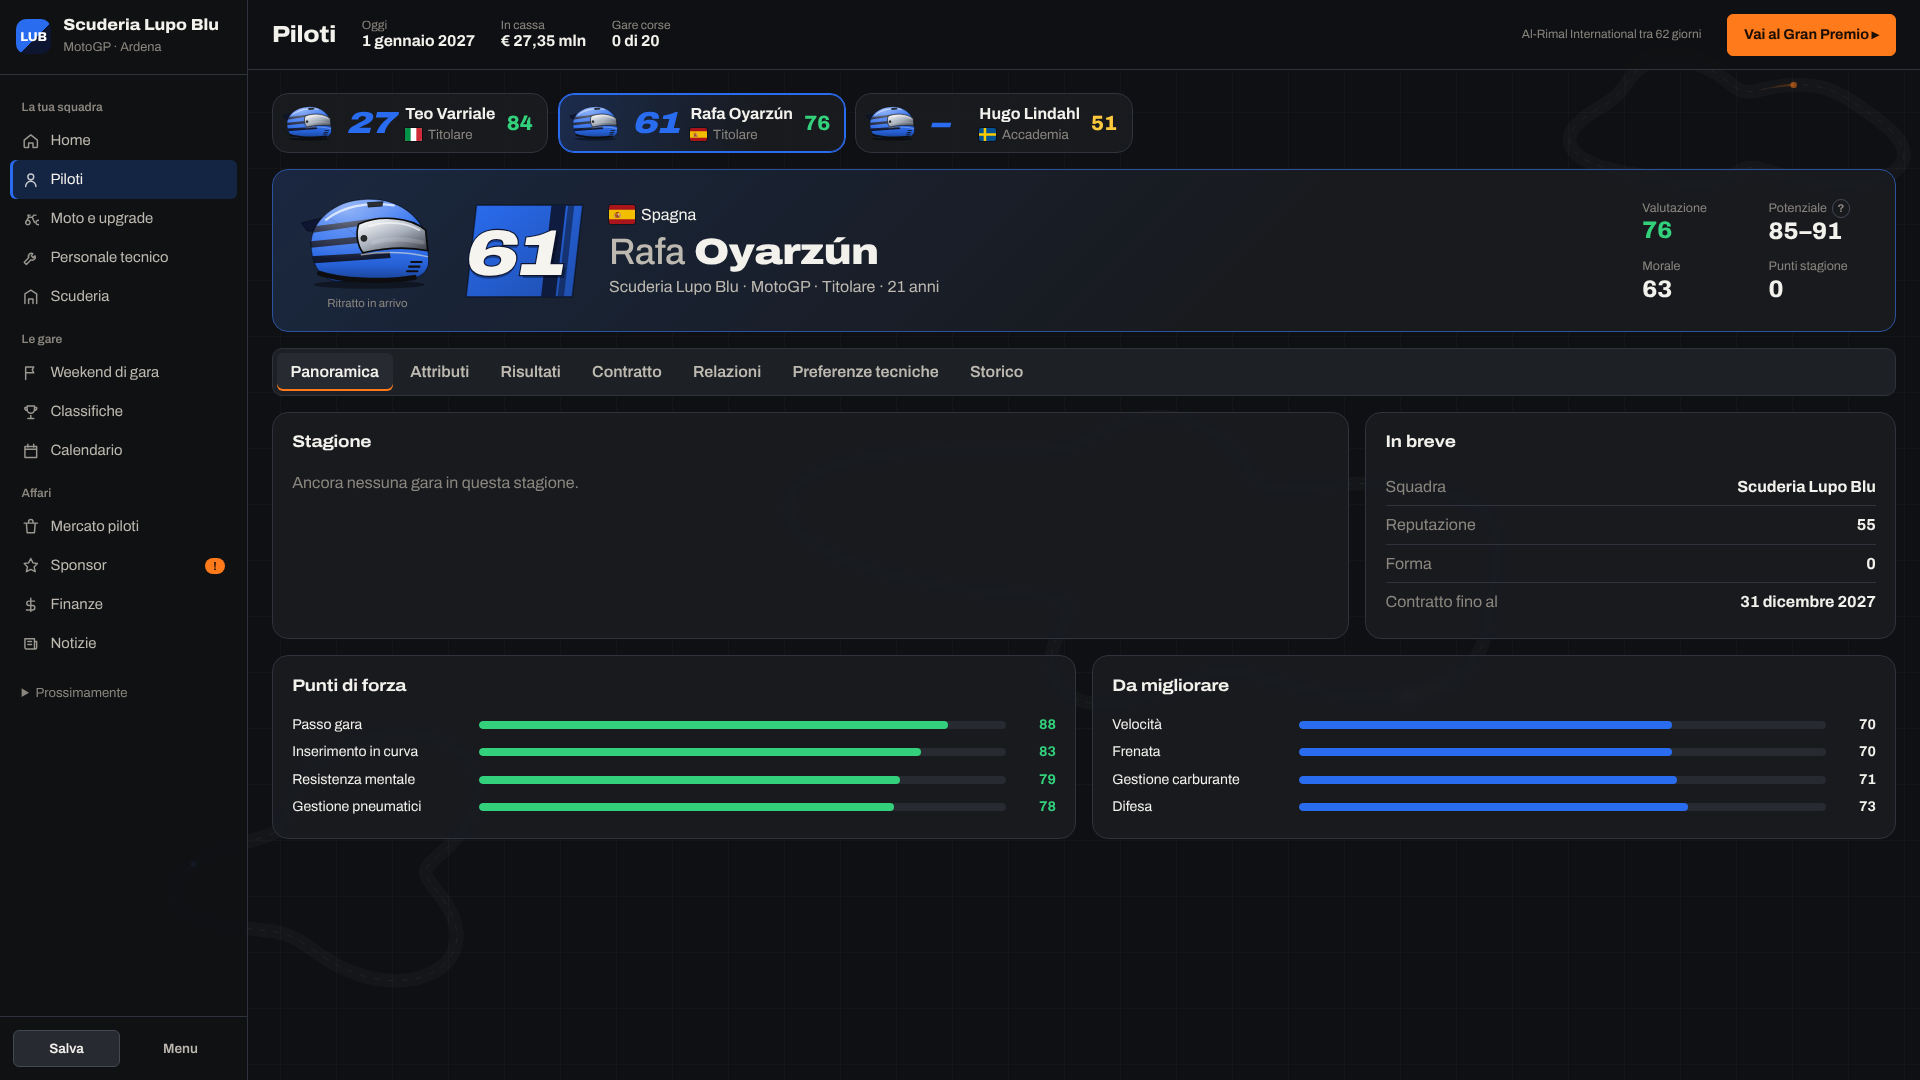 LUB
Scuderia Lupo Blu
MotoGP · Ardena
La tua squadra
Home
Piloti
Moto e upgrade
Personale tecnico
Scuderia
Le gare
Weekend di gara
Classifiche
Calendario
Affari
Mercato piloti
Sponsor !
Finanze
Notizie
▶ Prossimamente
Salva
Menu
Piloti
Oggi
1 gennaio 2027
In cassa
€ 27,35 mln
Gare corse
0 di 20
Al-Rimal International tra 62 giorni
Vai al Gran Premio ▸
27 Teo Varriale 84
Titolare
61 Rafa Oyarzún 76
Titolare
– Hugo Lindahl 51
Accademia
Ritratto in arrivo
61
Spagna
Rafa Oyarzún
Scuderia Lupo Blu · MotoGP · Titolare · 21 anni
Valutazione
76
Potenziale ?
85–91
Morale
63
Punti stagione
0
Panoramica
Attributi
Risultati
Contratto
Relazioni
Preferenze tecniche
Storico
Stagione
Ancora nessuna gara in questa stagione.
In breve
Squadra Scuderia Lupo Blu
Reputazione 55
Forma 0
Contratto fino al 31 dicembre 2027
Punti di forza
Passo gara 88
Inserimento in curva 83
Resistenza mentale 79
Gestione pneumatici 78
Da migliorare
Velocità 70
Frenata 70
Gestione carburante 71
Difesa 73